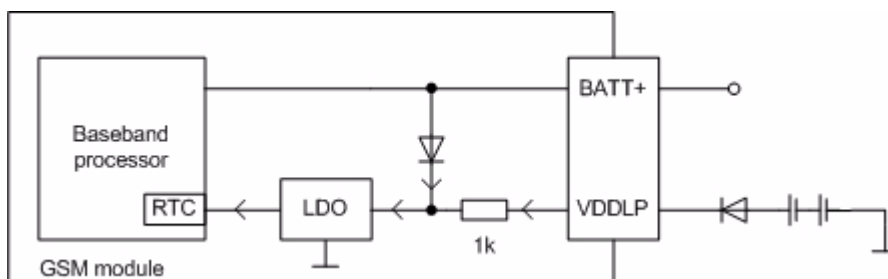 BATT+
Baseband
processor
RTC
LDO
VDDLP
1k
GSM module